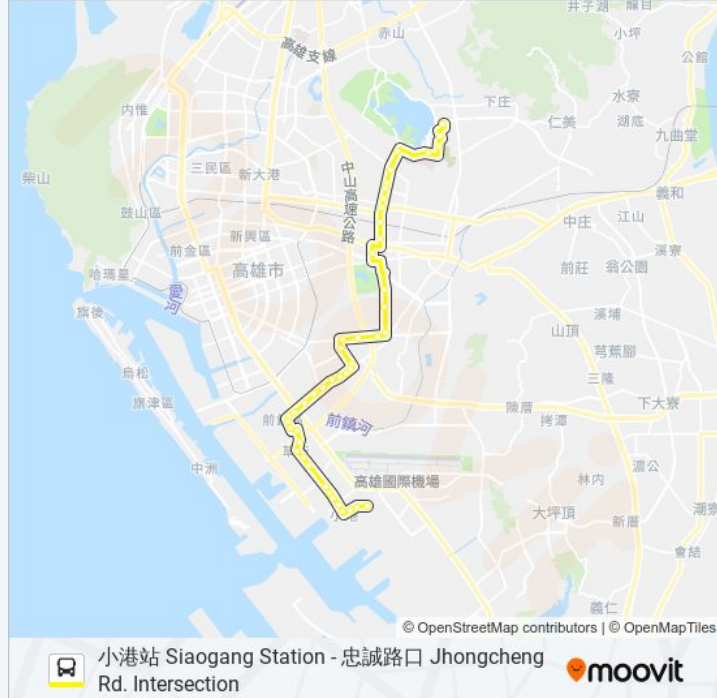 井子湖
龍目
赤山
小坪
高雄支線
公館
水寮
下庄
內惟
仁美
湖底
九曲堂
三民區
新大港
柴山
中山高速公路
義和
鼓山區
中庄
江山
新興區
前金區
溪寮
高雄市
前莊
翁公園
哈瑪星
愛河
旗後
溪埔
山頂
芎蕉腳
烏松
三隆
旗津區
陳厝
下大寮
拷潭
前鎮河
中洲
濃公
高雄國際機場
林內
潮寮
大坪頂
新厝
會結
義仁
© OpenStreetMap contributors | © OpenMapTiles
小港站 Siaogang Station - 忠誠路口 Jhongcheng
Rd. Intersection
moovit